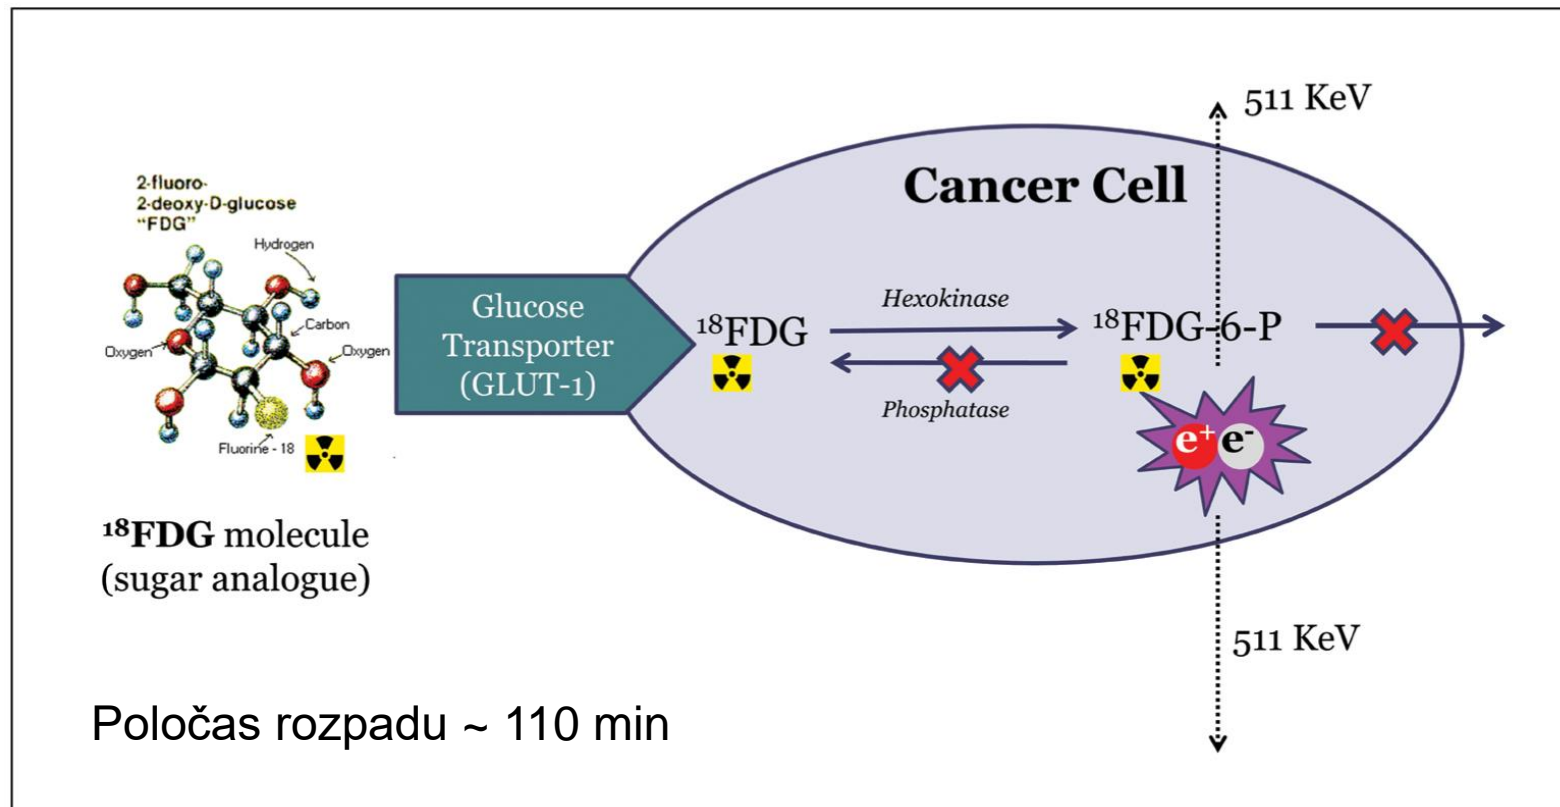 2-fluoro-
2-deoxy-D-glucose
"FDG"
Hydrogen
Carbon
Oxygen
Oxygen
Fluorine - 18
¹⁸FDG molecule
(sugar analogue)
Glucose
Transporter
(GLUT-1)
Cancer Cell
¹⁸FDG
Hexokinase
Phosphatase
¹⁸FDG-6-P
e⁺ e⁻
511 KeV
511 KeV
Poločas rozpadu ~ 110 min